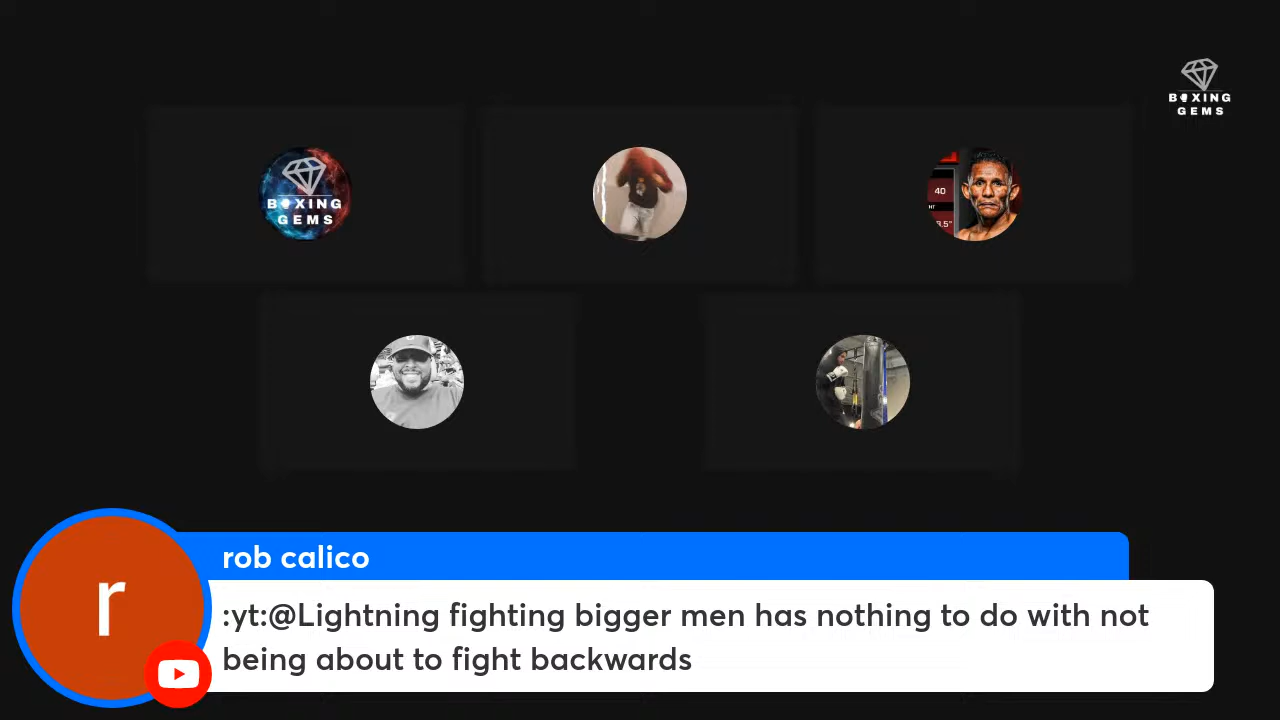 BOXING
GEMS
BOXING
GEMS
40
r
rob calico
:yt:@Lightning fighting bigger men has nothing to do with not
being about to fight backwards